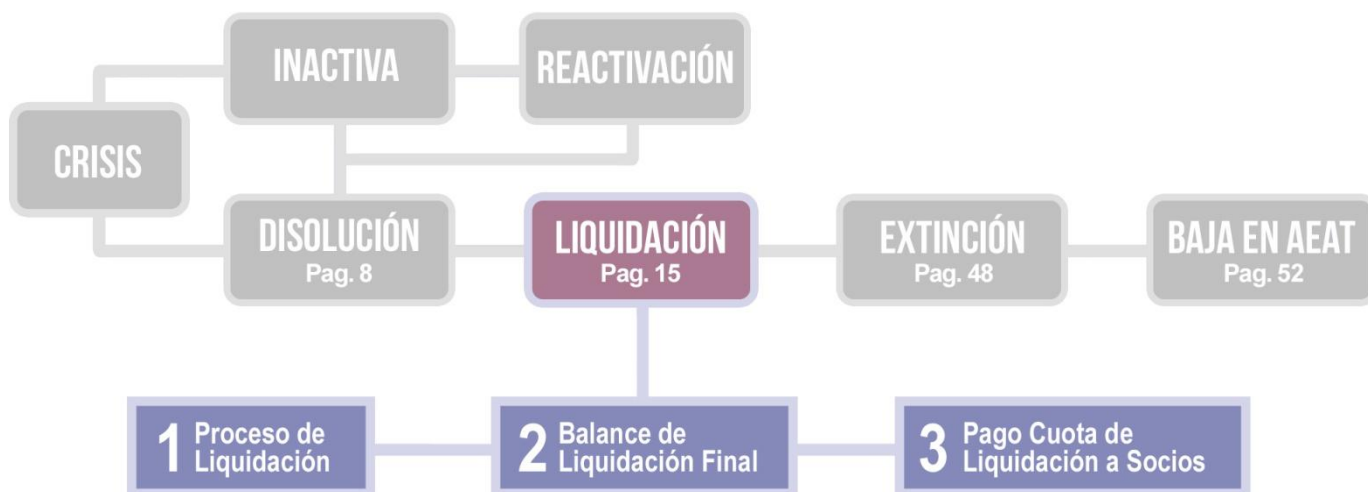 INACTIVA
REACTIVACIÓN
CRISIS
DISOLUCIÓN
Pag. 8
LIQUIDACIÓN
Pag. 15
EXTINCIÓN
Pag. 48
BAJA EN AEAT
Pag. 52
1 Proceso de
Liquidación
2 Balance de
Liquidación Final
3 Pago Cuota de
Liquidación a Socios